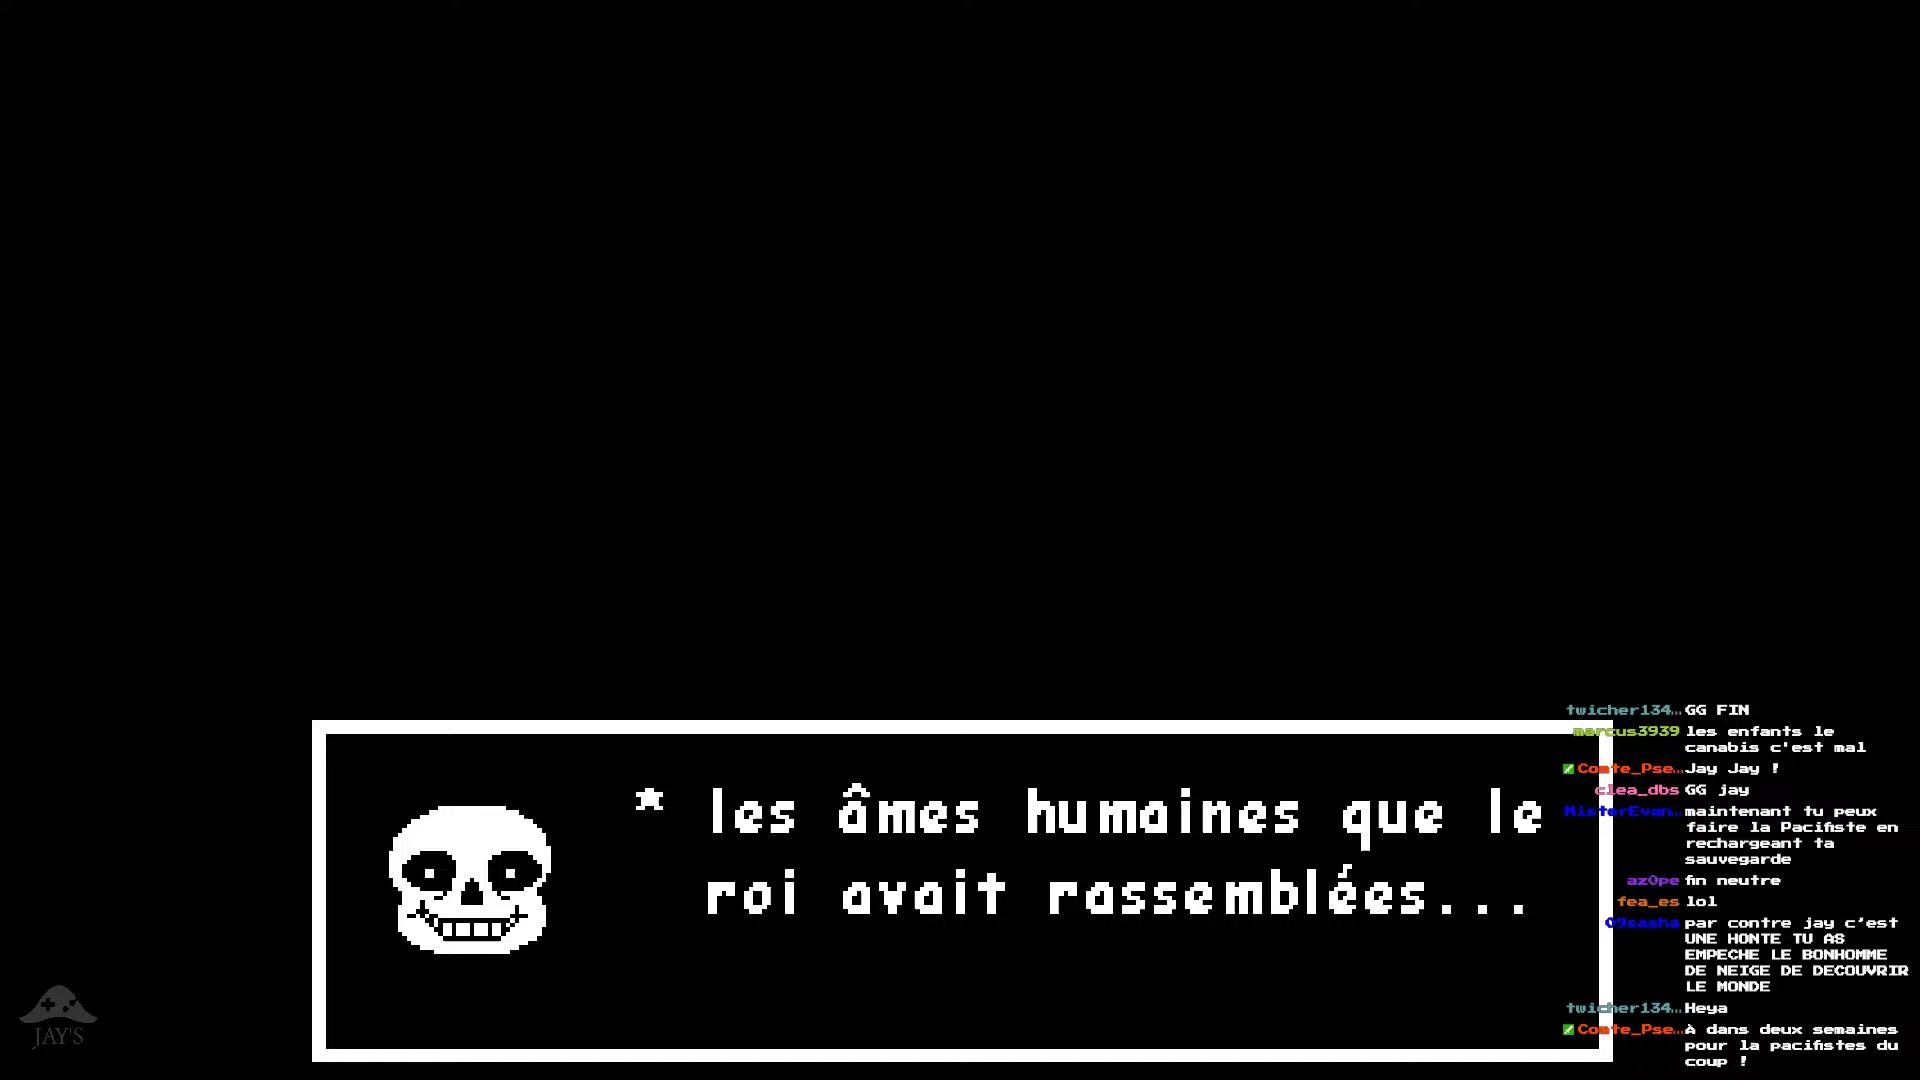 * les âmes humaines que le
roi avait rassemblées...
twicher134… GG FIN
marcus3939 les enfants le
canabis c'est mal
Comte_Pse… Jay Jay !
clea_dbs GG jay
MisterEvan… maintenant tu peux
faire la Pacifiste en
rechargeant ta
sauvegarde
az0pe fin neutre
fea_es lol
09sasha par contre jay c'est
UNE HONTE TU AS
EMPECHE LE BONHOMME
DE NEIGE DE DECOUVRIR
LE MONDE
twicher134… Heya
Comte_Pse… À dans deux semaines
pour la pacifistes du
coup !
JAY'S